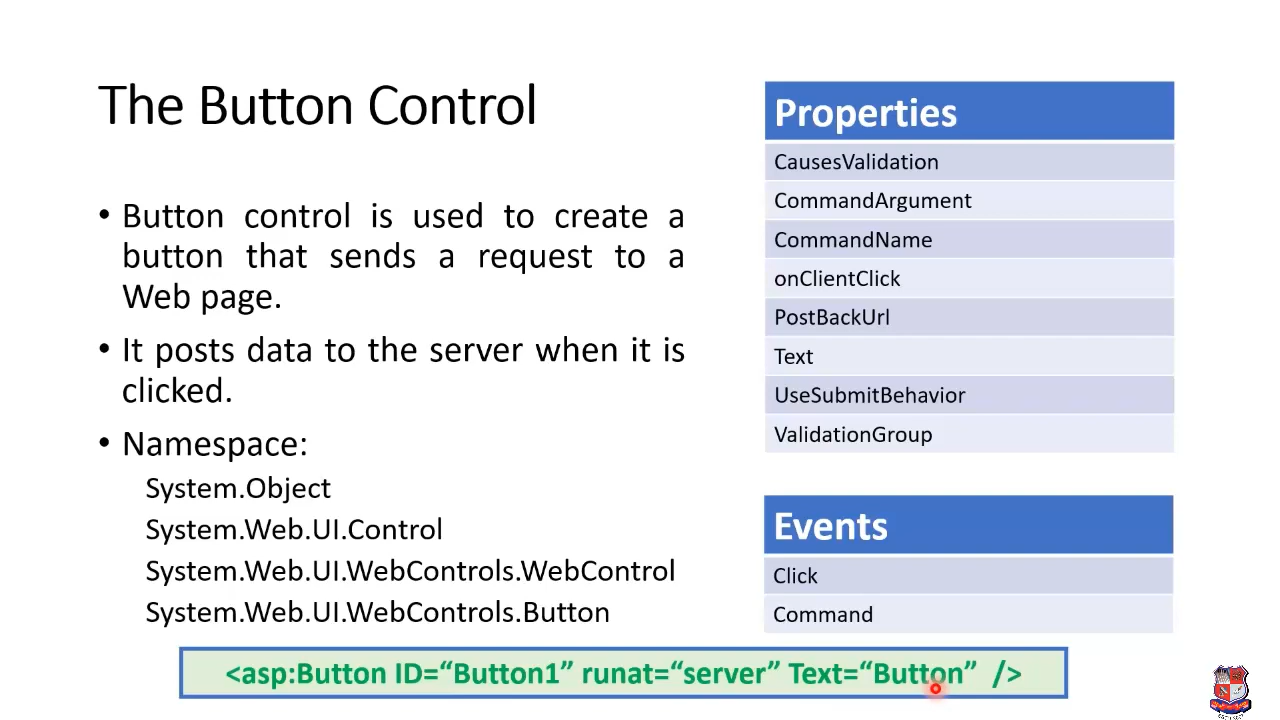 The Button Control
• Button control is used to create a
button that sends a request to a
Web page.
• It posts data to the server when it is
clicked.
• Namespace:
System.Object
System.Web.UI.Control
System.Web.UI.WebControls.WebControl
System.Web.UI.WebControls.Button
Properties
CausesValidation
CommandArgument
CommandName
onClientClick
PostBackUrl
Text
UseSubmitBehavior
ValidationGroup
Events
Click
Command
<asp:Button ID=“Button1” runat=“server” Text=“Button” />